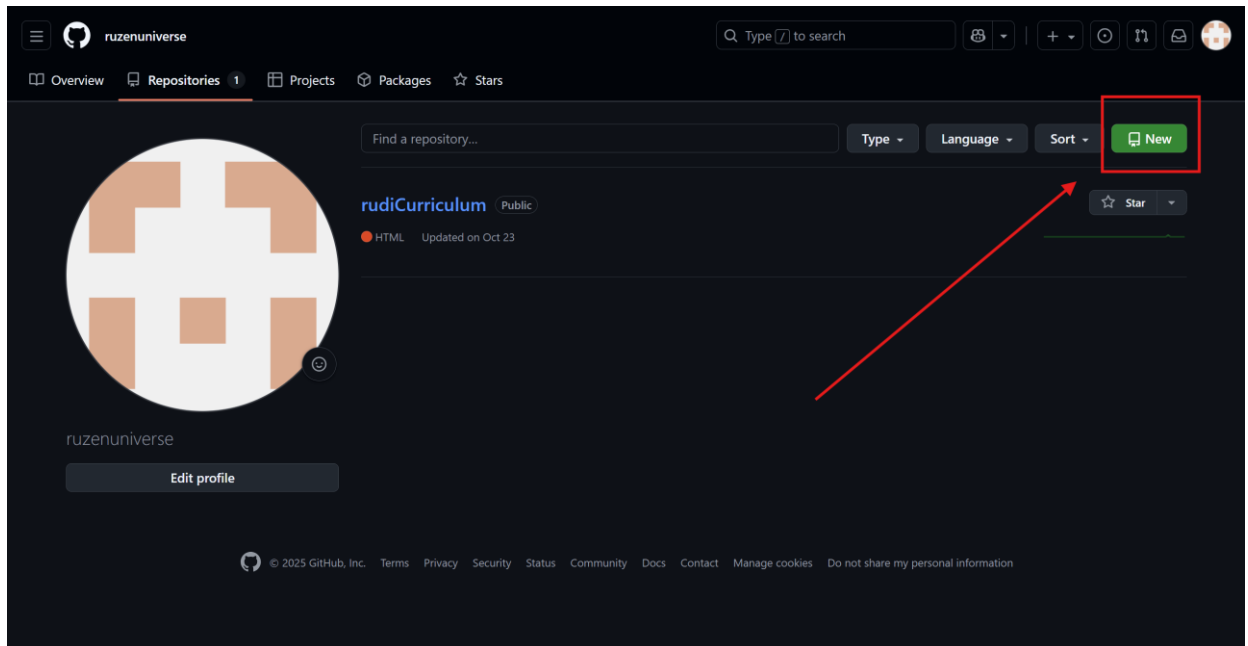 ruzenuniverse
Type / to search
Overview Repositories 1 Projects Packages Stars
Find a repository...
Type Language Sort New
rudiCurriculum Public
Star
HTML Updated on Oct 23
ruzenuniverse
Edit profile
© 2025 GitHub, Inc. Terms Privacy Security Status Community Docs Contact Manage cookies Do not share my personal information